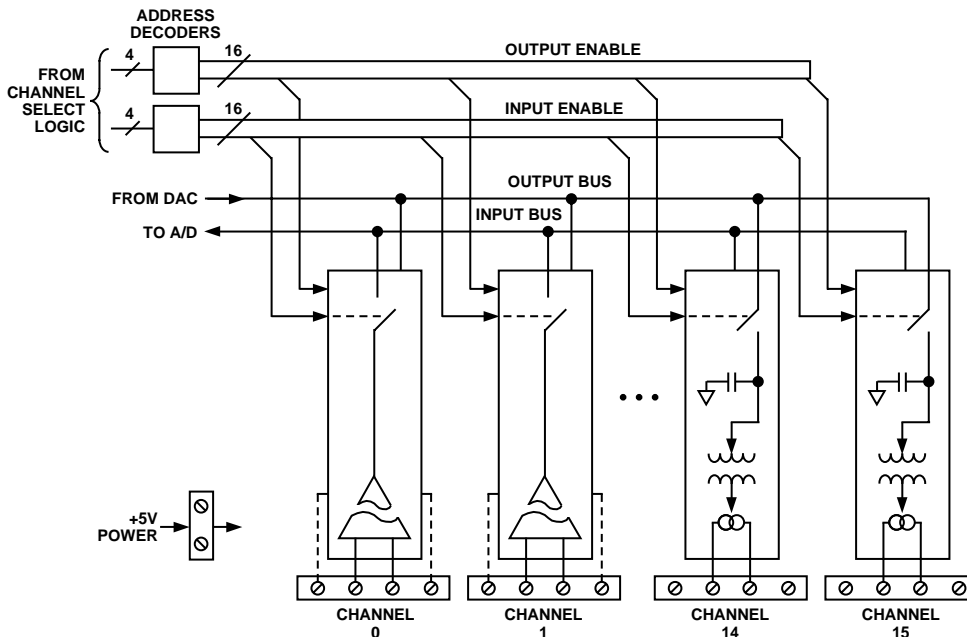 ADDRESS
DECODERS
4
16
OUTPUT ENABLE
FROM
CHANNEL
SELECT
LOGIC
4
16
INPUT ENABLE
OUTPUT BUS
FROM DAC
INPUT BUS
TO A/D
+5V
POWER
CHANNEL
0
CHANNEL
1
CHANNEL
14
CHANNEL
15